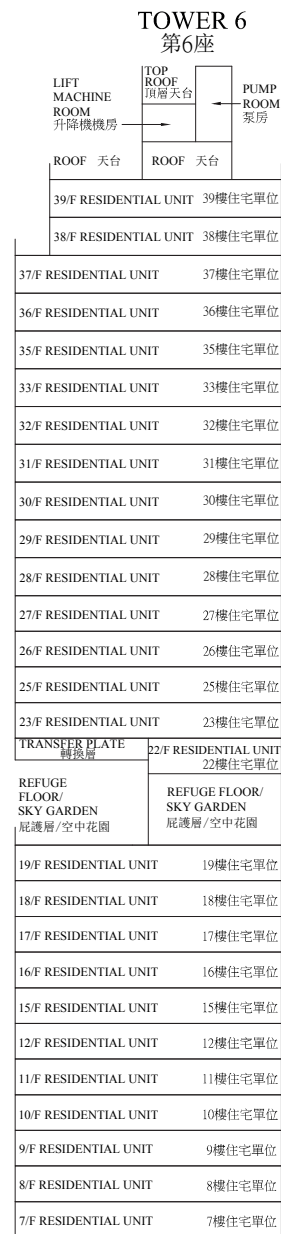 TOWER 6
第6座
LIFT
MACHINE
ROOM
升降機機房
TOP
ROOF
頂層天台
PUMP
ROOM
泵房
ROOF 天台
ROOF 天台
39/F RESIDENTIAL UNIT 39樓住宅單位
38/F RESIDENTIAL UNIT 38樓住宅單位
37/F RESIDENTIAL UNIT 37樓住宅單位
36/F RESIDENTIAL UNIT 36樓住宅單位
35/F RESIDENTIAL UNIT 35樓住宅單位
33/F RESIDENTIAL UNIT 33樓住宅單位
32/F RESIDENTIAL UNIT 32樓住宅單位
31/F RESIDENTIAL UNIT 31樓住宅單位
30/F RESIDENTIAL UNIT 30樓住宅單位
29/F RESIDENTIAL UNIT 29樓住宅單位
28/F RESIDENTIAL UNIT 28樓住宅單位
27/F RESIDENTIAL UNIT 27樓住宅單位
26/F RESIDENTIAL UNIT 26樓住宅單位
25/F RESIDENTIAL UNIT 25樓住宅單位
23/F RESIDENTIAL UNIT 23樓住宅單位
TRANSFER PLATE
轉換層
22/F RESIDENTIAL UNIT
22樓住宅單位
REFUGE
FLOOR/
SKY GARDEN
庇護層/空中花園
REFUGE FLOOR/
SKY GARDEN
庇護層/空中花園
19/F RESIDENTIAL UNIT 19樓住宅單位
18/F RESIDENTIAL UNIT 18樓住宅單位
17/F RESIDENTIAL UNIT 17樓住宅單位
16/F RESIDENTIAL UNIT 16樓住宅單位
15/F RESIDENTIAL UNIT 15樓住宅單位
12/F RESIDENTIAL UNIT 12樓住宅單位
11/F RESIDENTIAL UNIT 11樓住宅單位
10/F RESIDENTIAL UNIT 10樓住宅單位
9/F RESIDENTIAL UNIT 9樓住宅單位
8/F RESIDENTIAL UNIT 8樓住宅單位
7/F RESIDENTIAL UNIT 7樓住宅單位